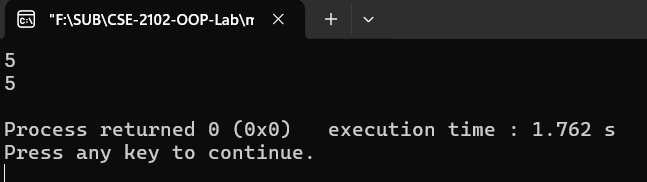 "F:\SUB\CSE-2102-OOP-Lab\m
5
5
Process returned 0 (0x0)   execution time : 1.762 s
Press any key to continue.